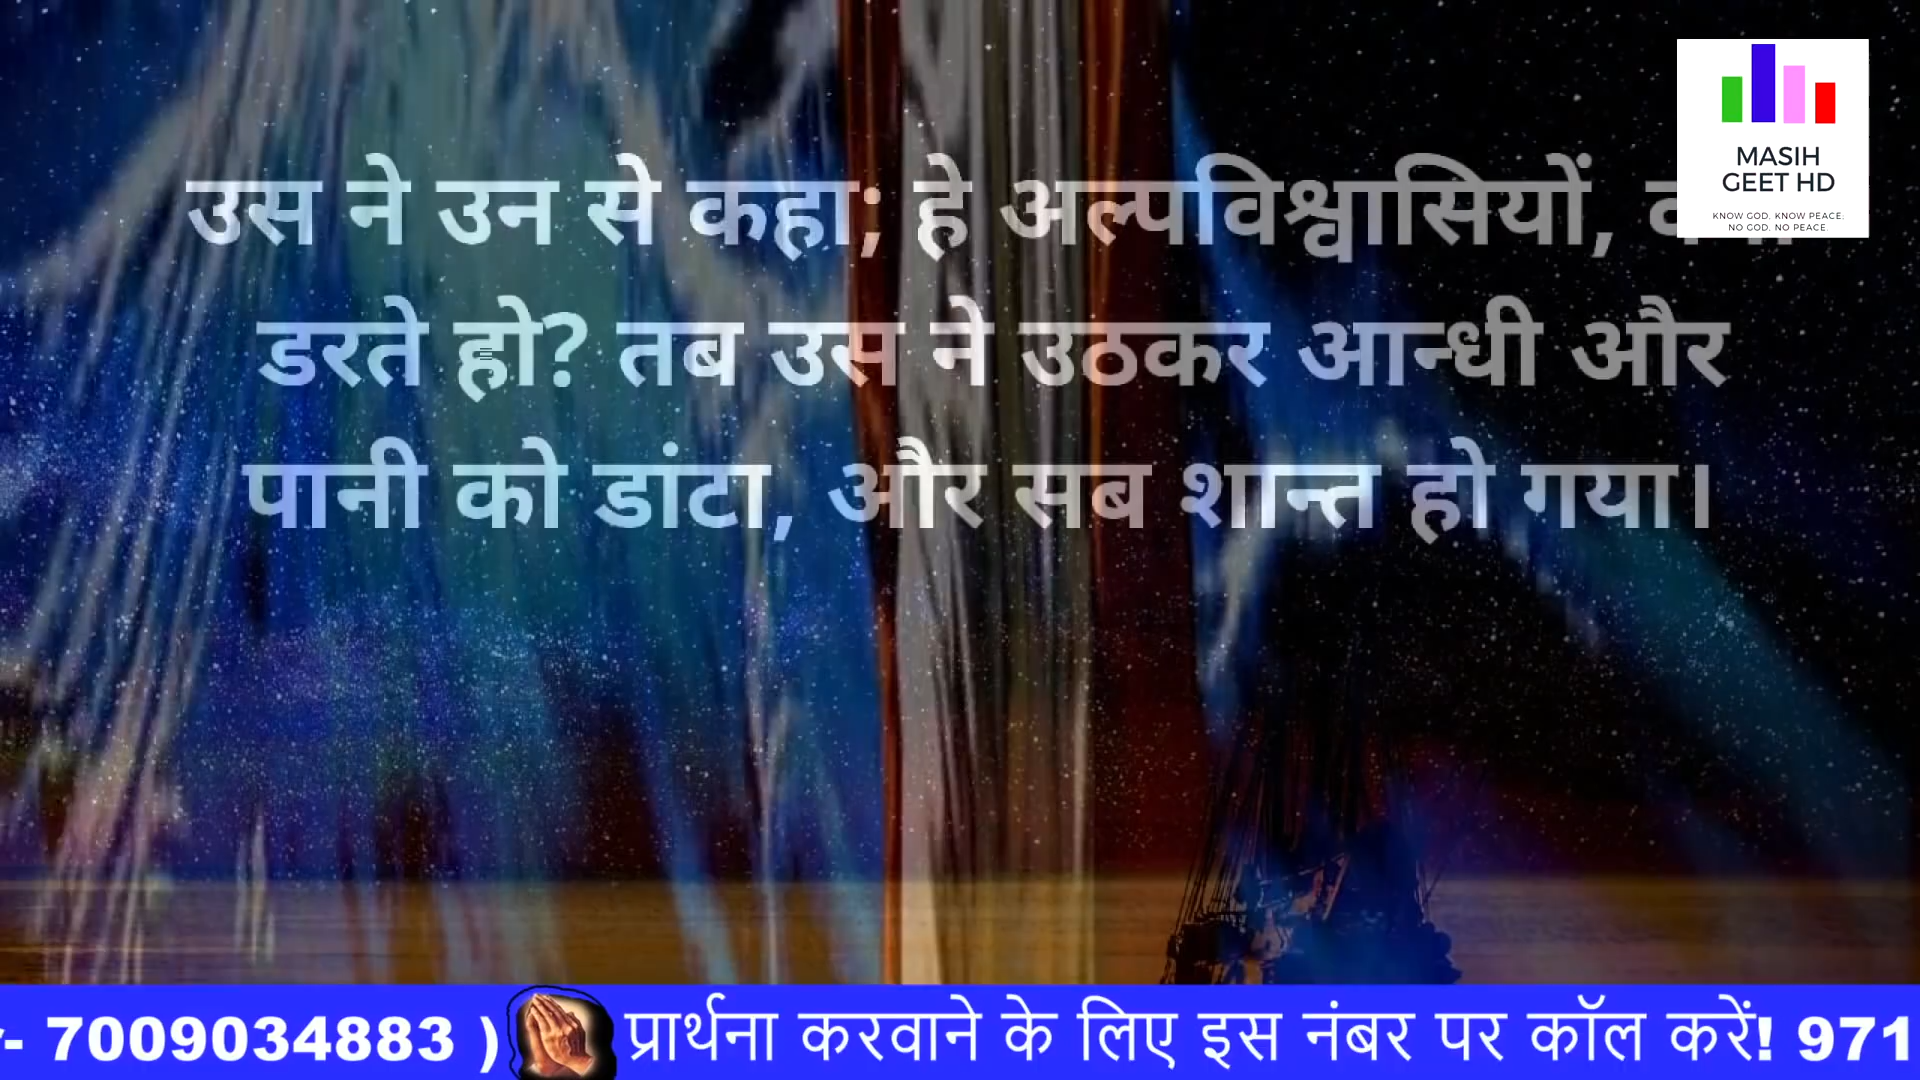 उस ने उन से कहा; हे अल्पविश्वासियों,
डरते हो? तब उस ने उठकर आन्धी और
पानी को डांटा, और सब शान्त हो गया।
MASIH
GEET HD
KNOW GOD. KNOW PEACE.
NO GOD. NO PEACE.
- 7009034883 ) प्रार्थना करवाने के लिए इस नंबर पर कॉल करें! 971